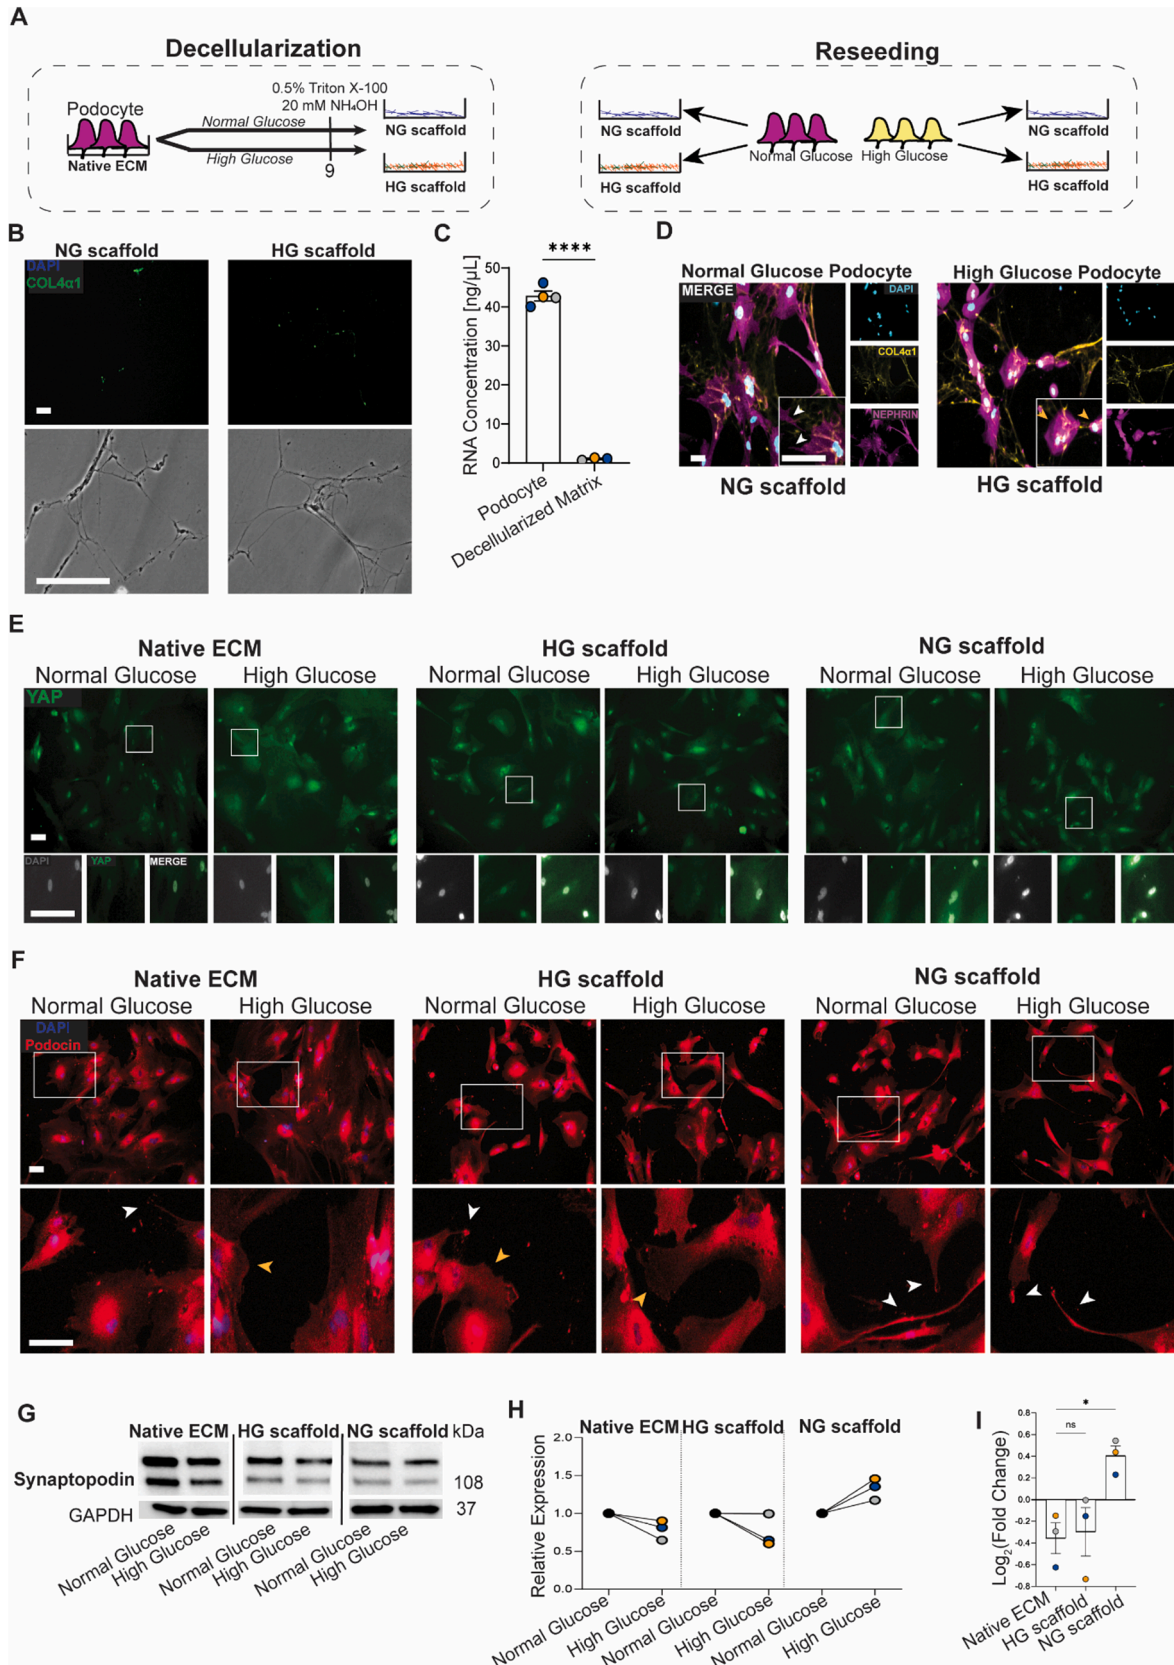 A
Decellularization
0.5% Triton X-100
20 mM NH₄OH
Podocyte
Normal Glucose
High Glucose
Native ECM
9
NG scaffold
HG scaffold
Reseeding
NG scaffold
HG scaffold
Normal Glucose
High Glucose
NG scaffold
HG scaffold
B
NG scaffold
HG scaffold
DAPI
COL4α1
C
****
RNA Concentration [ng/µL]
50
40
30
20
10
0
Podocyte
Decellularized Matrix
D
Normal Glucose Podocyte
High Glucose Podocyte
MERGE
DAPI
COL4α1
NEPHRIN
NG scaffold
HG scaffold
E
Native ECM
HG scaffold
NG scaffold
Normal Glucose
High Glucose
Normal Glucose
High Glucose
Normal Glucose
High Glucose
YAP
DAPI
YAP
MERGE
F
Native ECM
HG scaffold
NG scaffold
Normal Glucose
High Glucose
Normal Glucose
High Glucose
Normal Glucose
High Glucose
DAPI
Podocin
G
Native ECM
HG scaffold
NG scaffold
kDa
Synaptopodin
108
GAPDH
37
Normal Glucose
High Glucose
Normal Glucose
High Glucose
Normal Glucose
High Glucose
H
Native ECM
HG scaffold
NG scaffold
Relative Expression
2.0
1.5
1.0
0.5
0.0
Normal Glucose
High Glucose
Normal Glucose
High Glucose
Normal Glucose
High Glucose
I
*
ns
Log₂(Fold Change)
0.8
0.6
0.4
0.2
0.0
-0.2
-0.4
-0.6
-0.8
Native ECM
HG scaffold
NG scaffold